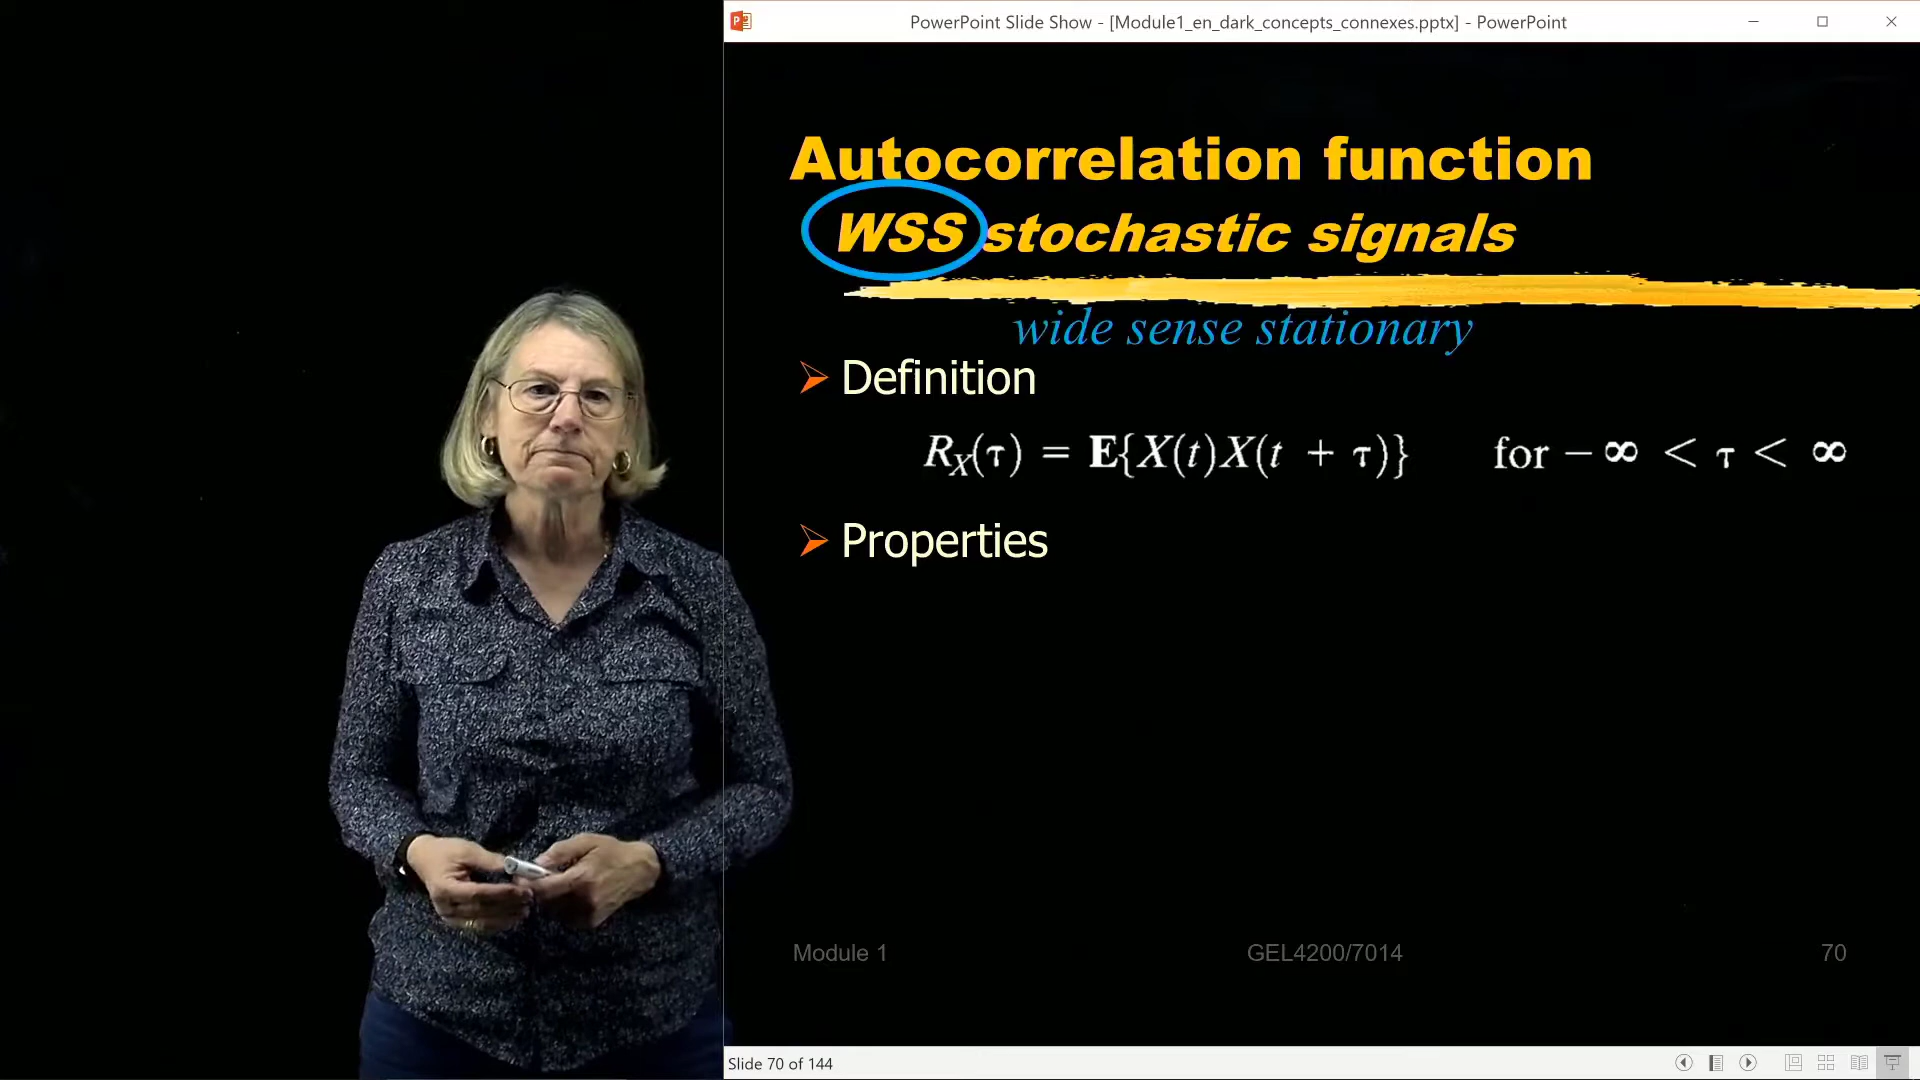 PowerPoint Slide Show - [Module1_en_dark_concepts_connexes.pptx] - PowerPoint
Autocorrelation function
WSS stochastic signals
wide sense stationary
Definition
R_X(τ) = E{X(t)X(t + τ)} for − ∞ < τ < ∞
Properties
Module 1 GEL4200/7014 70
Slide 70 of 144